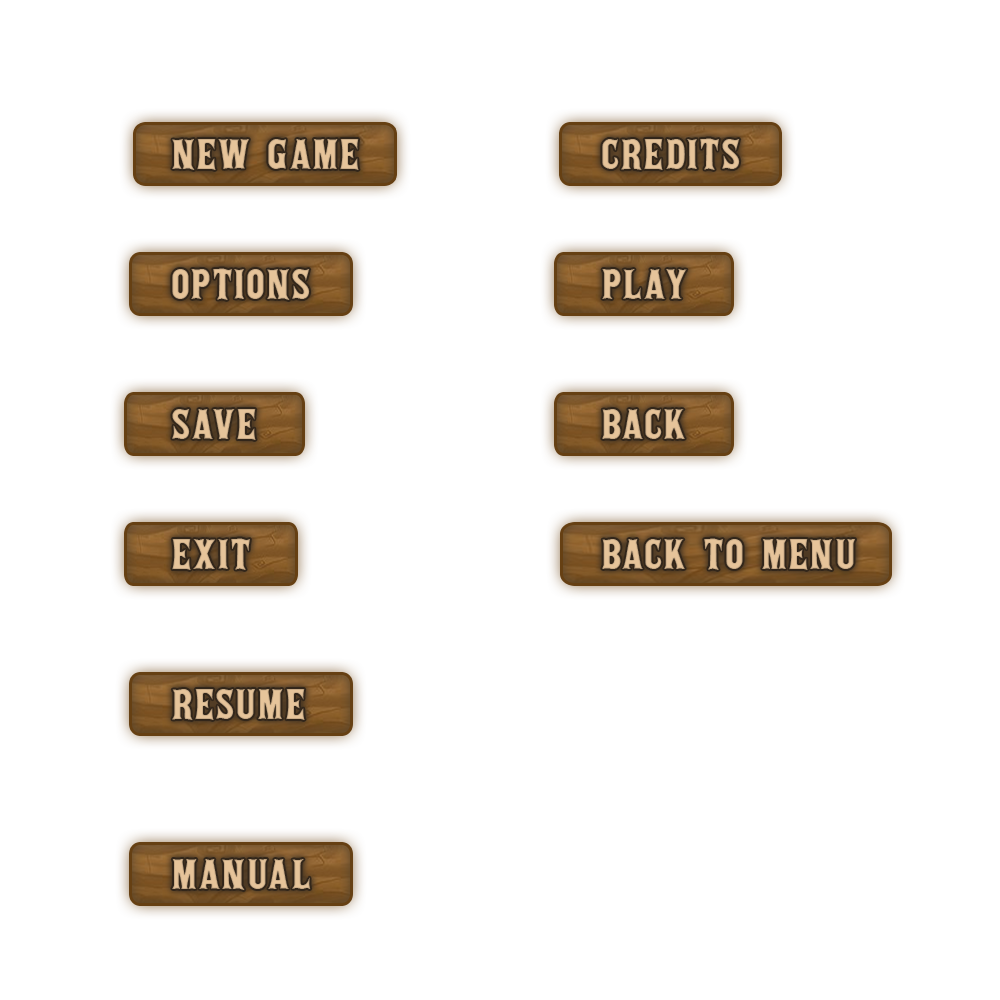 NEW GAME
CREDITS
OPTIONS
PLAY
SAVE
BACK
EXIT
BACK TO MENU
RESUME
MANUAL